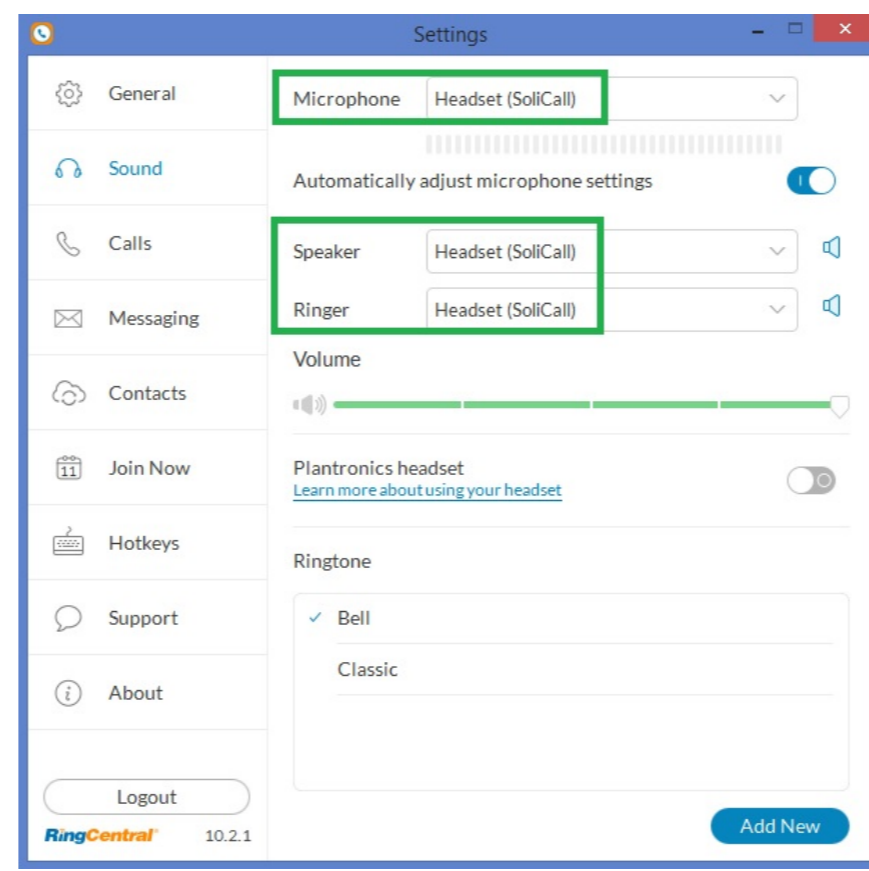 Settings
General
Sound
Calls
Messaging
Contacts
11
Join Now
Hotkeys
Support
About
Logout
RingCentral® 10.2.1
Microphone Headset (SoliCall)
Automatically adjust microphone settings
Speaker Headset (SoliCall)
Ringer Headset (SoliCall)
Volume
Plantronics headset
Learn more about using your headset
Ringtone
Bell
Classic
Add New